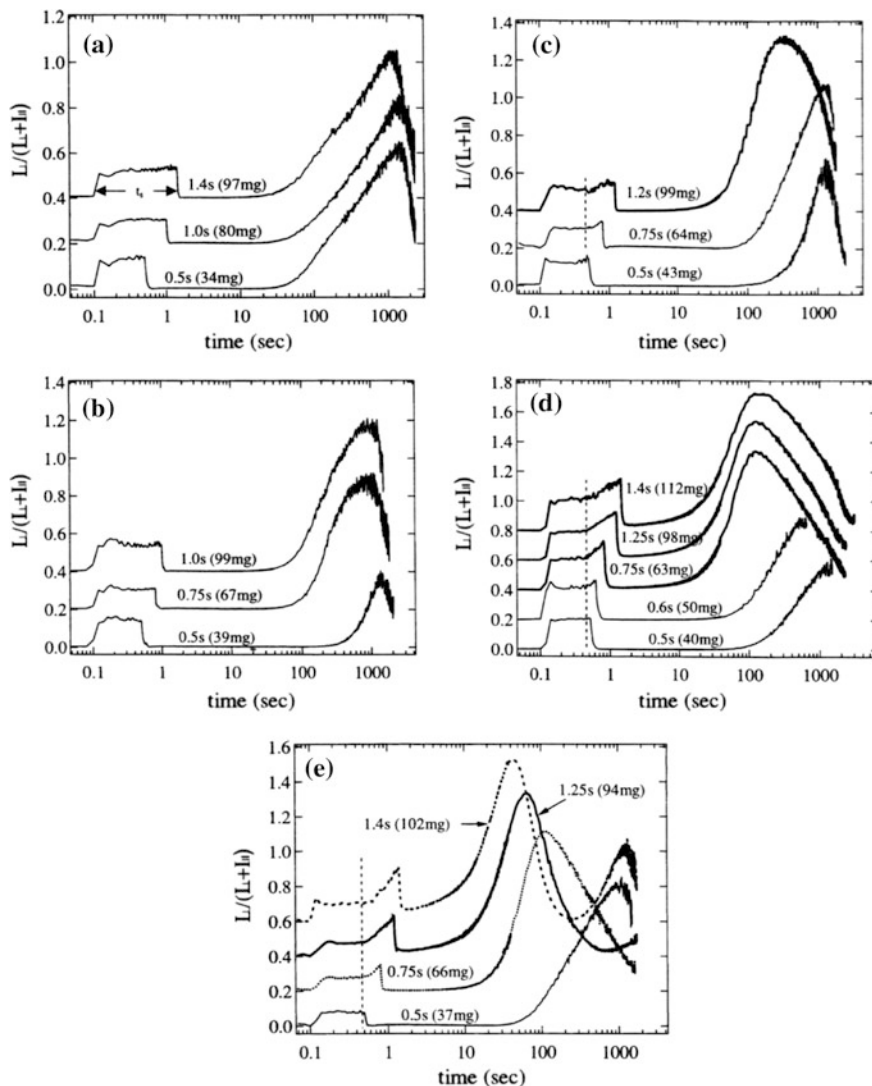 (a)
L/(L+I∥)
1.2
1.0
0.8
0.6
0.4
0.2
0.0
tₛ
1.4s (97mg)
1.0s (80mg)
0.5s (34mg)
0.1 1 10 100 1000
time (sec)
(c)
L/(L+I∥)
1.4
1.2
1.0
0.8
0.6
0.4
0.2
0.0
1.2s (99mg)
0.75s (64mg)
0.5s (43mg)
0.1 1 10 100 1000
time (sec)
(b)
L/(L+I∥)
1.4
1.2
1.0
0.8
0.6
0.4
0.2
0.0
1.0s (99mg)
0.75s (67mg)
0.5s (39mg)
0.1 1 10 100 1000
time (sec)
(d)
L/(L+I∥)
1.8
1.6
1.4
1.2
1.0
0.8
0.6
0.4
0.2
0.0
1.4s (112mg)
1.25s (98mg)
0.75s (63mg)
0.6s (50mg)
0.5s (40mg)
0.1 1 10 100 1000
time (sec)
(e)
L/(L+I∥)
1.6
1.4
1.2
1.0
0.8
0.6
0.4
0.2
0.0
1.25s (94mg)
1.4s (102mg)
0.75s (66mg)
0.5s (37mg)
0.1 1 10 100 1000
time (sec)